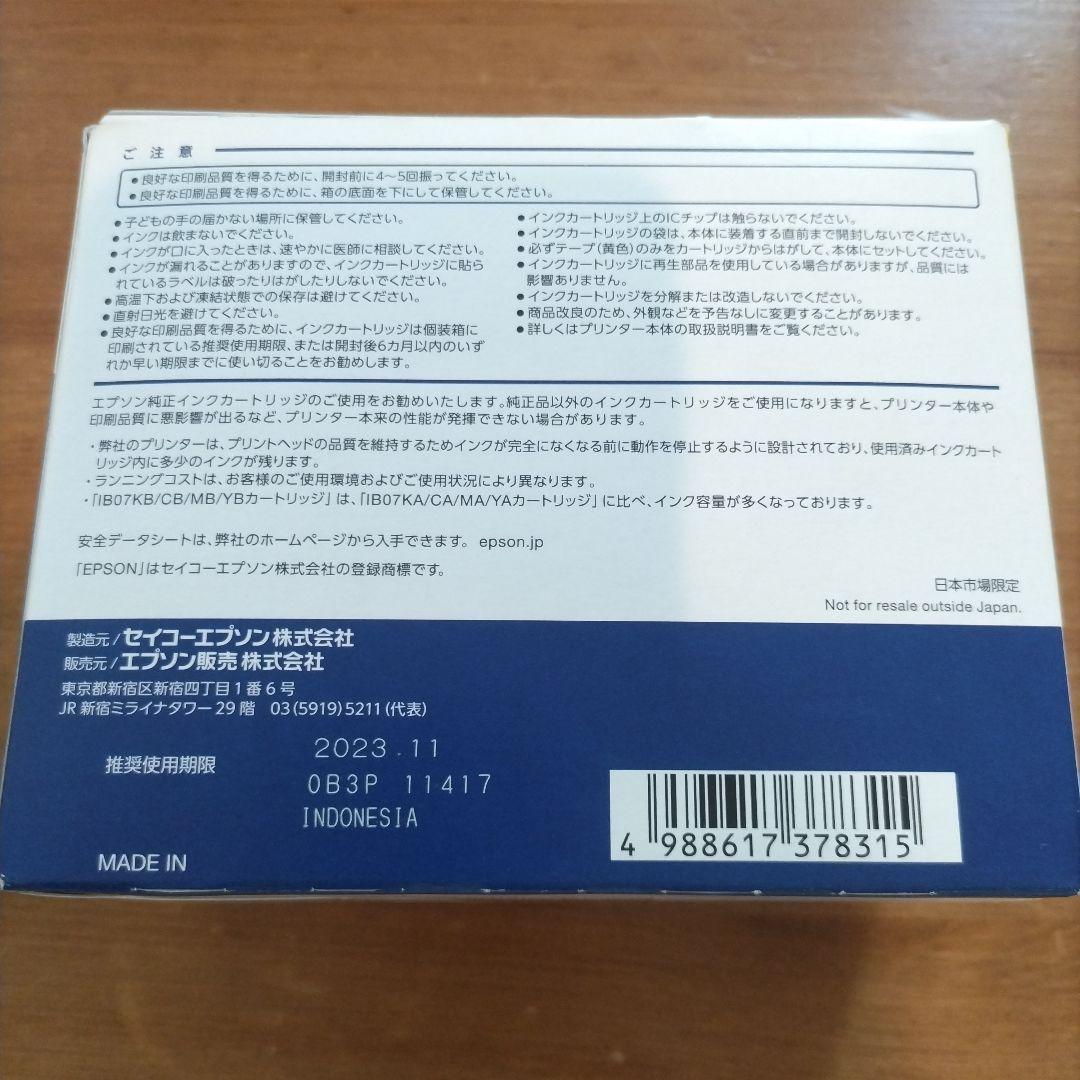 ご注意
●良好な印刷品質を得るために、開封前に4～5回振ってください。
●良好な印刷品質を得るために、箱の底面を下にして保管してください。
●子どもの手の届かない場所に保管してください。
●インクは飲まないでください。
●インクが口に入ったときは、速やかに医師に相談してください。
●インクが漏れることがありますので、インクカートリッジに貼ら
れているラベルは破ったりはがしたりしないでください。
●高温下および凍結状態での保存は避けてください。
●直射日光を避けてください。
●良好な印刷品質を得るために、インクカートリッジは個装箱に
印刷されている推奨使用期限、または開封後6カ月以内のいず
れか早い期限までに使い切ることをお勧めします。
●インクカートリッジ上のICチップは触らないでください。
●インクカートリッジの袋は、本体に装着する直前まで開封しないでください。
●必ずテープ(黄色)のみをカートリッジからはがして、本体にセットしてください。
●インクカートリッジに再生部品を使用している場合がありますが、品質には
影響ありません。
●インクカートリッジを分解または改造しないでください。
●商品改良のため、外観などを予告なしに変更することがあります。
●詳しくはプリンター本体の取扱説明書をご覧ください。
エプソン純正インクカートリッジのご使用をお勧めいたします。純正品以外のインクカートリッジをご使用になりますと、プリンター本体や
印刷品質に悪影響が出るなど、プリンター本来の性能が発揮できない場合があります。
・弊社のプリンターは、プリントヘッドの品質を維持するためインクが完全になくなる前に動作を停止するように設計されており、使用済みインクカート
リッジ内に多少のインクが残ります。
・ランニングコストは、お客様のご使用環境およびご使用状況により異なります。
・「IB07KB/CB/MB/YBカートリッジ」は、「IB07KA/CA/MA/YAカートリッジ」に比べ、インク容量が多くなっております。
安全データシートは、弊社のホームページから入手できます。 epson.jp
「EPSON」はセイコーエプソン株式会社の登録商標です。
日本市場限定
Not for resale outside Japan.
製造元/セイコーエプソン株式会社
販売元/エプソン販売株式会社
東京都新宿区新宿四丁目1番6号
JR新宿ミライナタワー29階 03(5919)5211(代表)
推奨使用期限
2023.11
0B3P 11417
INDONESIA
MADE IN
4 988617 378315